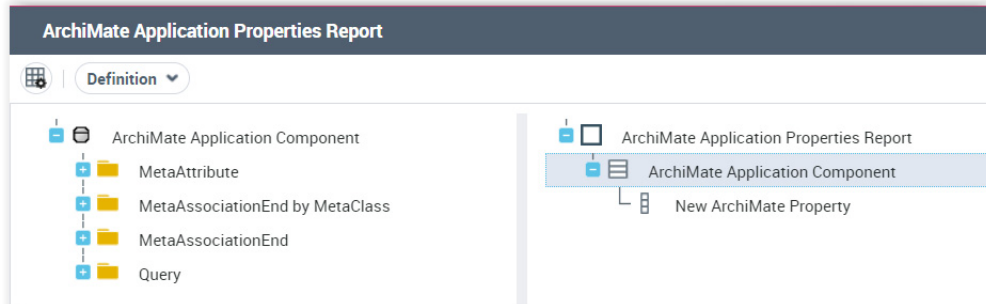 ArchiMate Application Properties Report
Definition
ArchiMate Application Component
MetaAttribute
MetaAssociationEnd by MetaClass
MetaAssociationEnd
Query
ArchiMate Application Properties Report
ArchiMate Application Component
New ArchiMate Property